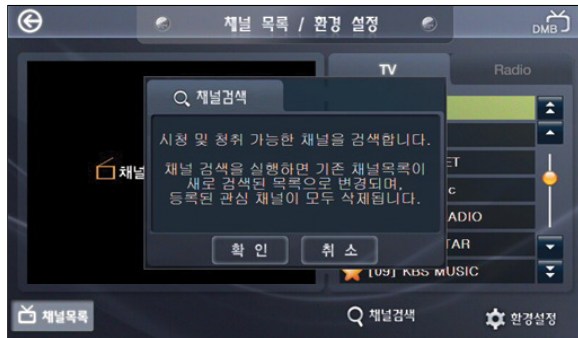 채널 목록 / 환경 설정
DMB
TV
Radio
채널검색
시청 및 청취 가능한 채널을 검색합니다.
채널 검색을 실행하면 기존 채널목록이
새로 검색된 목록으로 변경되며,
등록된 관심 채널이 모두 삭제됩니다.
채널
ET
c
ADIO
TAR
확 인
취 소
[09] KBS MUSIC
채널목록
채널검색
환경설정